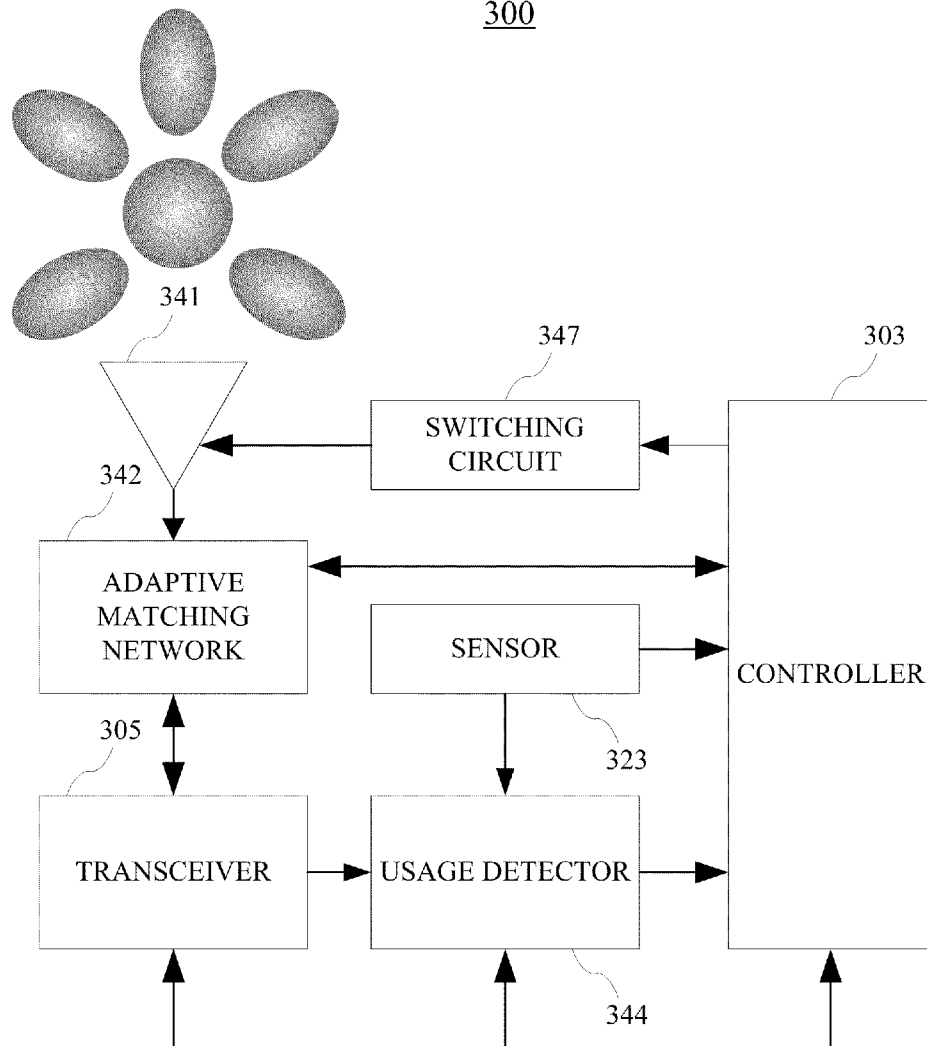 300
341
347
303
SWITCHING
CIRCUIT
342
ADAPTIVE
MATCHING
NETWORK
SENSOR
CONTROLLER
305
323
TRANSCEIVER
USAGE DETECTOR
344